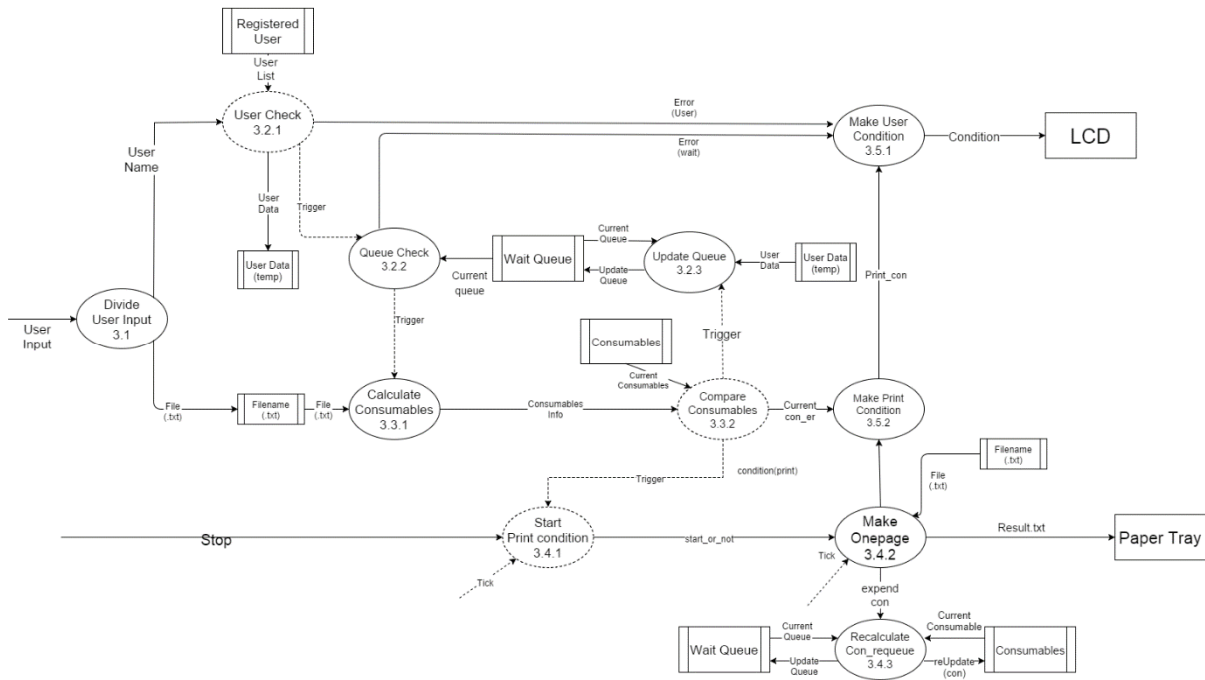 Registered
User
User
List
User Check
3.2.1
Error
(User)
Make User
Condition
3.5.1
Condition
LCD
Error
(wait)
User
Name
User
Data
Trigger
User Data
(temp)
Queue Check
3.2.2
Current
queue
Wait Queue
Current
Queue
Update
Queue
Update Queue
3.2.3
User
Data
User Data
(temp)
Print_con
Divide
User Input
3.1
User
Input
Trigger
Consumables
Current
Consumables
Trigger
File
(.txt)
Filename
(.txt)
File
(.txt)
Calculate
Consumables
3.3.1
Consumables
Info
Compare
Consumables
3.3.2
Current
con_er
Make Print
Condition
3.5.2
Trigger
condition(print)
Filename
(.txt)
File
(.txt)
Stop
Start
Print condition
3.4.1
Tick
start_or_not
Make
Onepage
3.4.2
Tick
Result.txt
Paper Tray
expend
con
Wait Queue
Current
Queue
Update
Queue
Recalculate
Con_requeue
3.4.3
Current
Consumable
reUpdate
(con)
Consumables